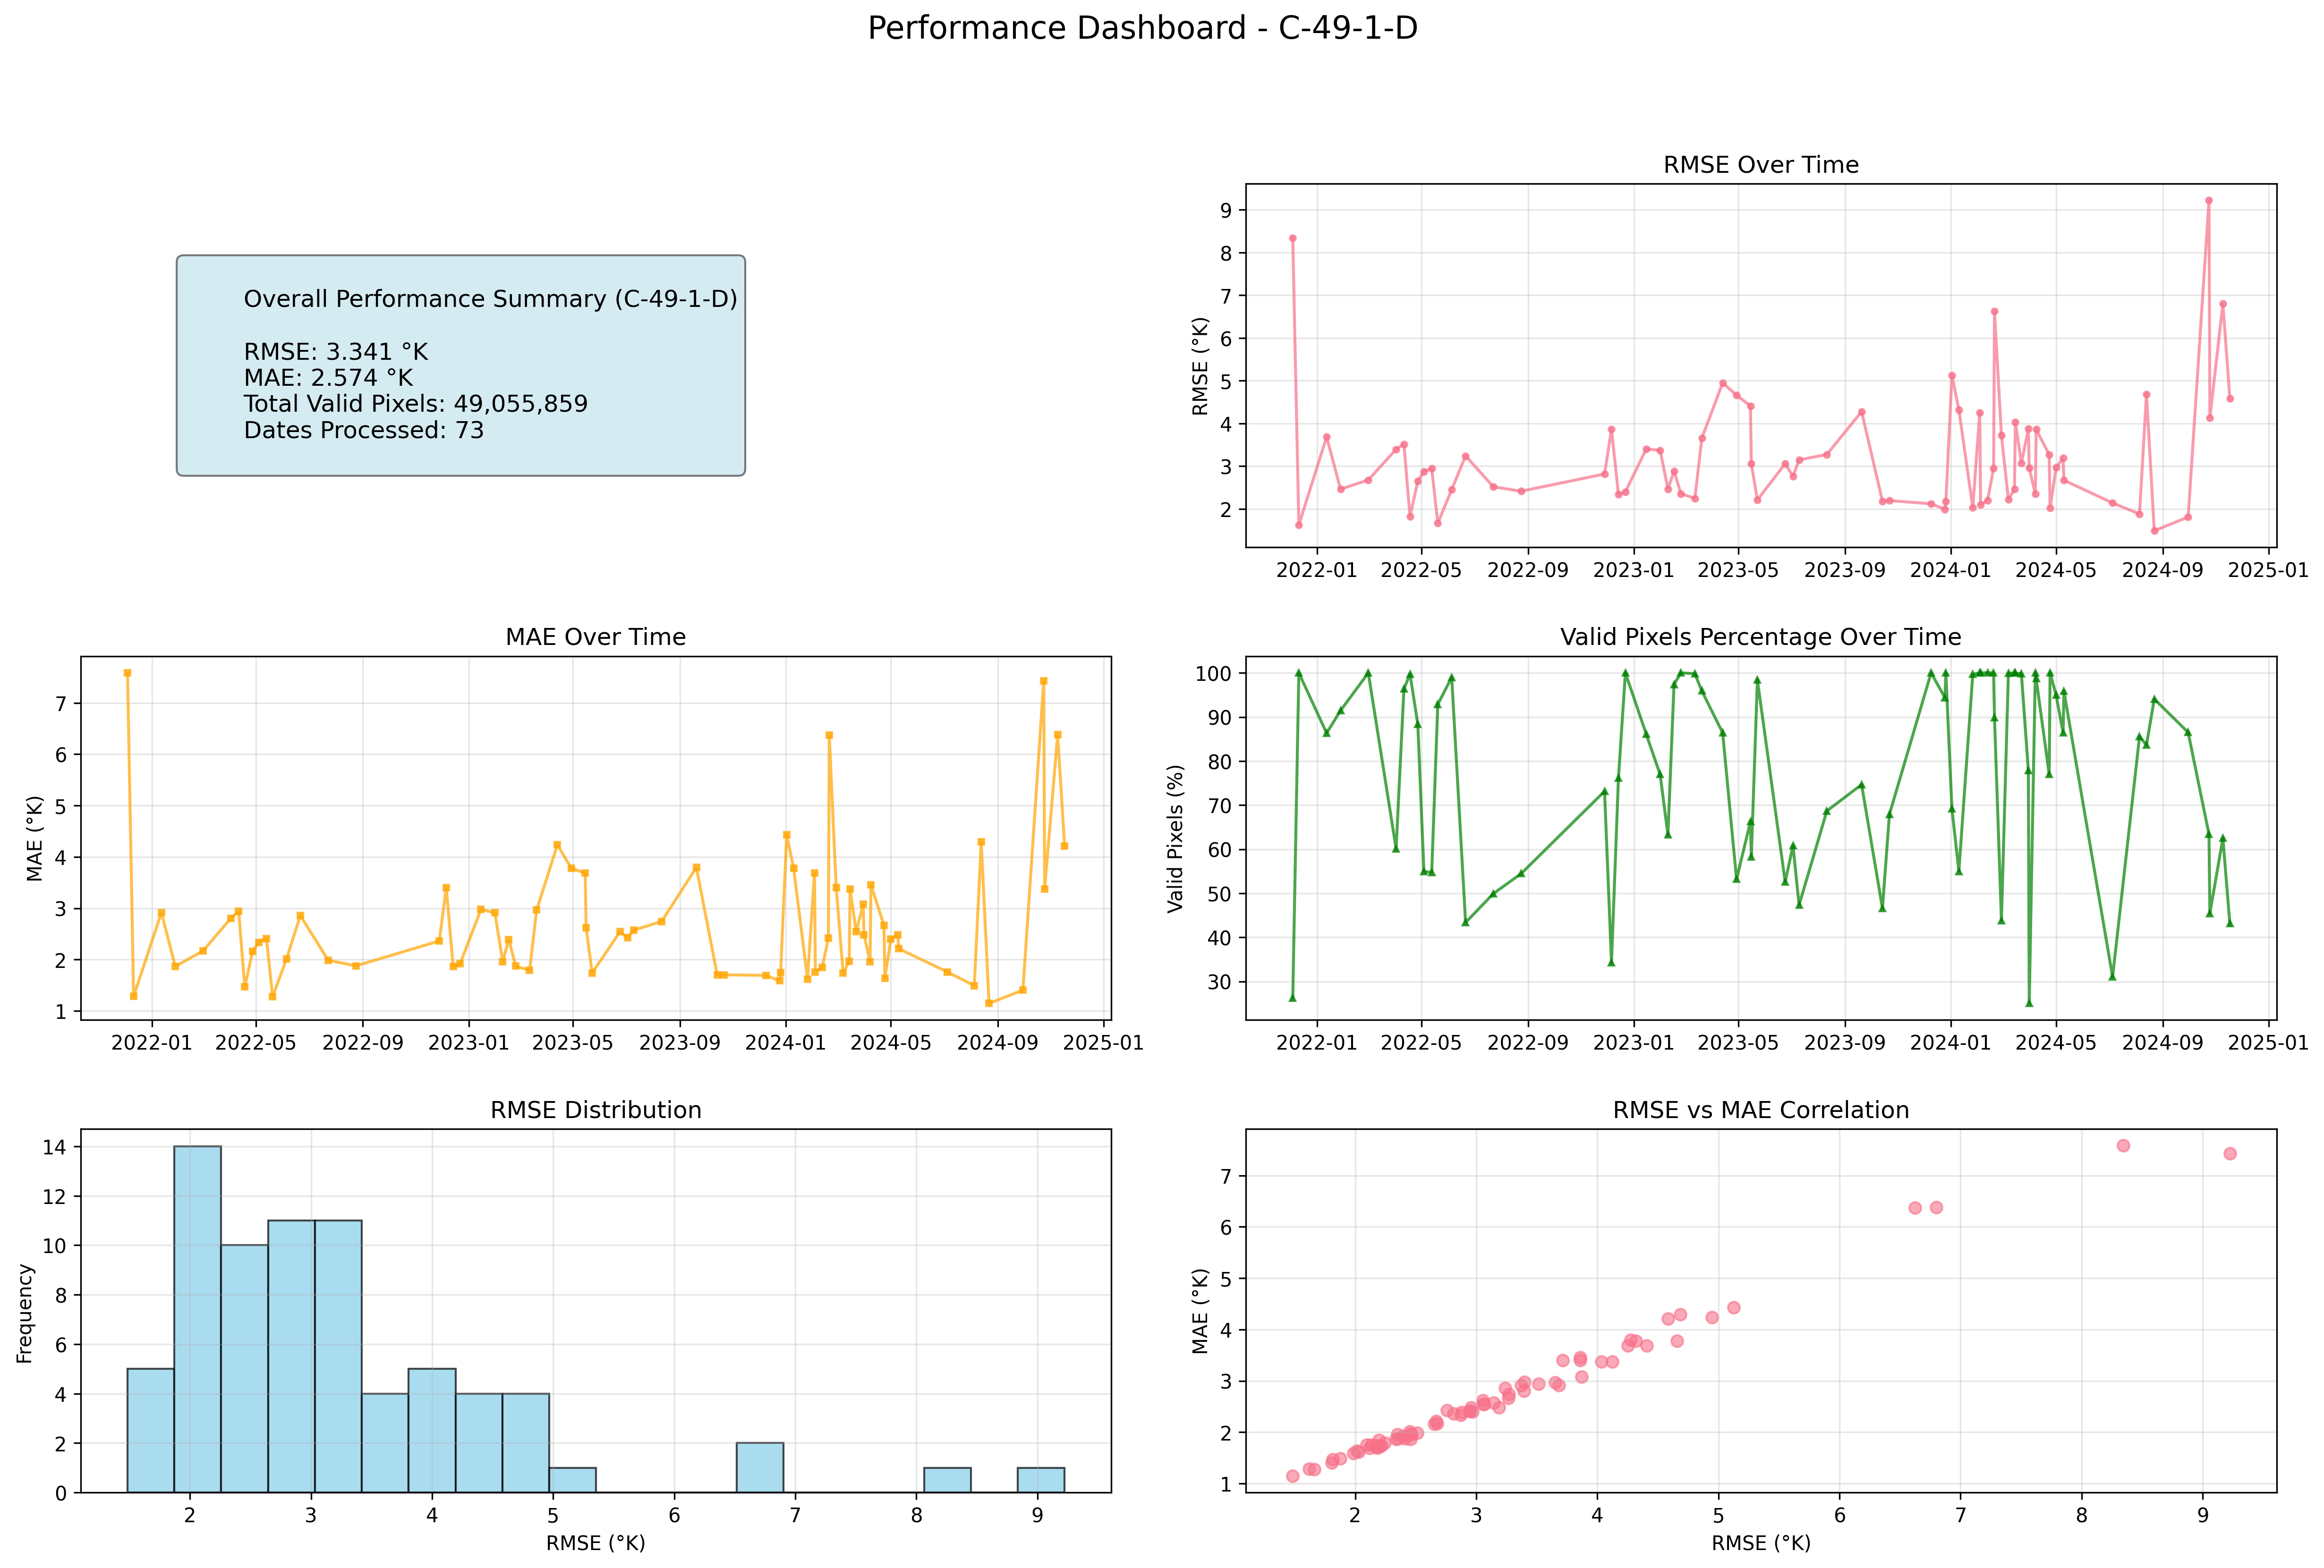 Performance Dashboard - C-49-1-D
Overall Performance Summary (C-49-1-D)
RMSE: 3.341 °K
MAE: 2.574 °K
Total Valid Pixels: 49,055,859
Dates Processed: 73
RMSE Over Time
RMSE (°K)
9
8
7
6
5
4
3
2
2022-01 2022-05 2022-09 2023-01 2023-05 2023-09 2024-01 2024-05 2024-09 2025-01
MAE Over Time
MAE (°K)
7
6
5
4
3
2
1
2022-01 2022-05 2022-09 2023-01 2023-05 2023-09 2024-01 2024-05 2024-09 2025-01
Valid Pixels Percentage Over Time
Valid Pixels (%)
100
90
80
70
60
50
40
30
2022-01 2022-05 2022-09 2023-01 2023-05 2023-09 2024-01 2024-05 2024-09 2025-01
RMSE Distribution
Frequency
14
12
10
8
6
4
2
0
2 3 4 5 6 7 8 9
RMSE (°K)
RMSE vs MAE Correlation
MAE (°K)
7
6
5
4
3
2
1
2 3 4 5 6 7 8 9
RMSE (°K)